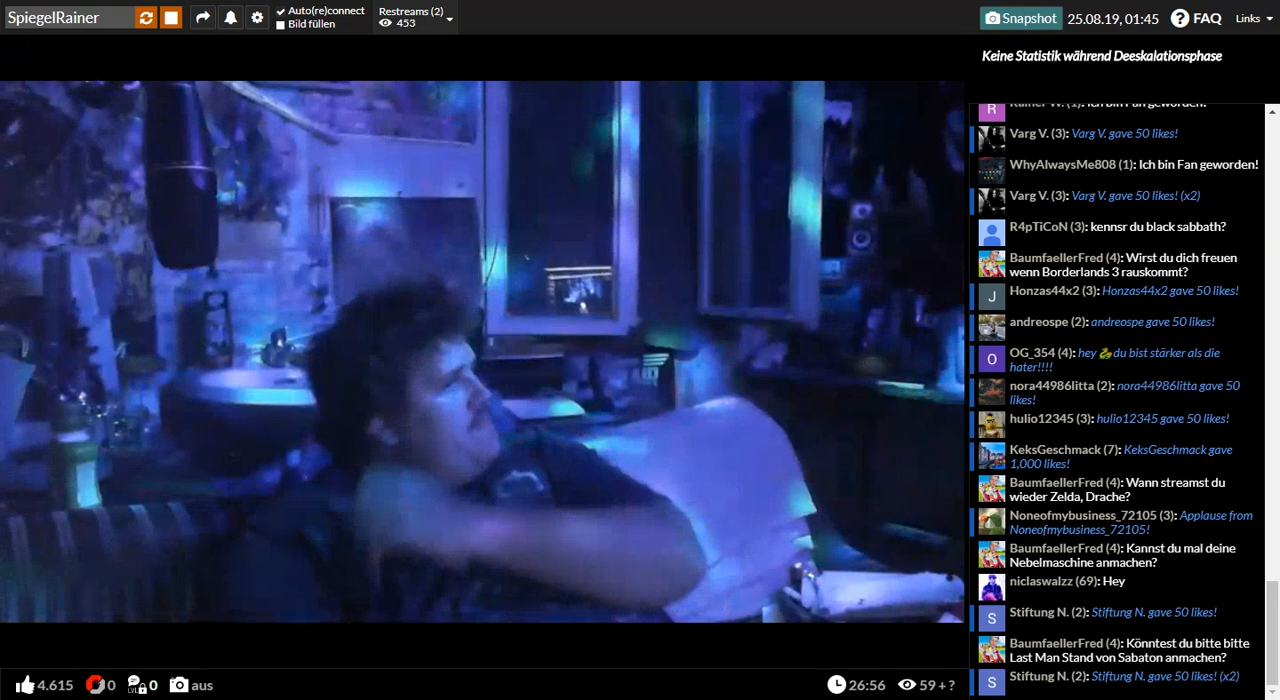 SpiegelRainer
Auto(re)connect
Bild füllen
Restreams (2)
453
Snapshot
25.08.19, 01:45
FAQ
Links
Keine Statistik während Deeskalationsphase
R
Rainer W. (1): Ich bin Fan geworden!
Varg V. (3): Varg V. gave 50 likes!
WhyAlwaysMe808 (1): Ich bin Fan geworden!
Varg V. (3): Varg V. gave 50 likes! (x2)
R4pTiCoN (3): kennsr du black sabbath?
BaumfaellerFred (4): Wirst du dich freuen
wenn Borderlands 3 rauskommt?
J
Honzas44x2 (3): Honzas44x2 gave 50 likes!
andreospe (2): andreospe gave 50 likes!
O
OG_354 (4): hey 🐍du bist stärker als die
hater!!!!
nora44986litta (2): nora44986litta gave 50
likes!
hulio12345 (3): hulio12345 gave 50 likes!
KeksGeschmack (7): KeksGeschmack gave
1,000 likes!
BaumfaellerFred (4): Wann streamst du
wieder Zelda, Drache?
Noneofmybusiness_72105 (3): Applause from
Noneofmybusiness_72105!
BaumfaellerFred (4): Kannst du mal deine
Nebelmaschine anmachen?
niclaswalzz (69): Hey
S
Stiftung N. (2): Stiftung N. gave 50 likes!
BaumfaellerFred (4): Könntest du bitte bitte
Last Man Stand von Sabaton anmachen?
S
Stiftung N. (2): Stiftung N. gave 50 likes! (x2)
4.615
0
LVL
0
aus
26:56
59 + ?